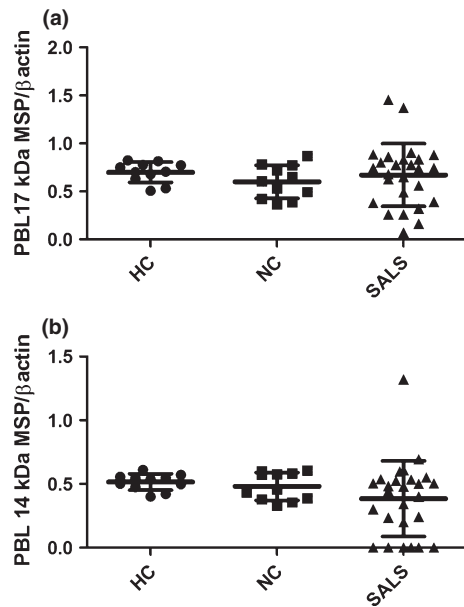 (a)
PBL17 kDa MSP/βactin
2.0
1.5
1.0
0.5
0.0
HC
NC
SALS
(b)
PBL 14 kDa MSP/βactin
1.5
1.0
0.5
0.0
HC
NC
SALS